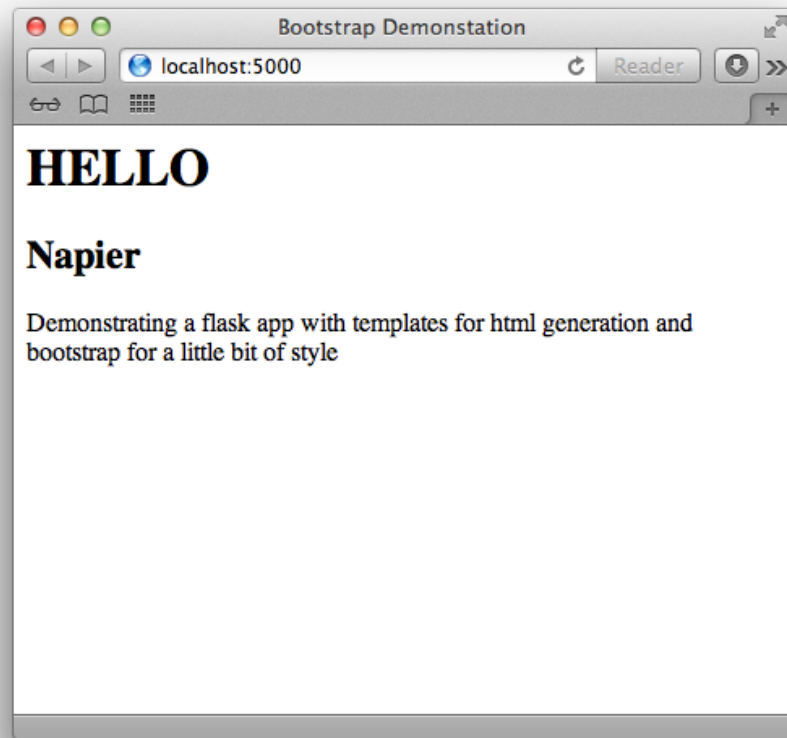 Bootstrap Demonstation
localhost:5000
Reader
HELLO
Napier
Demonstrating a flask app with templates for html generation and
bootstrap for a little bit of style